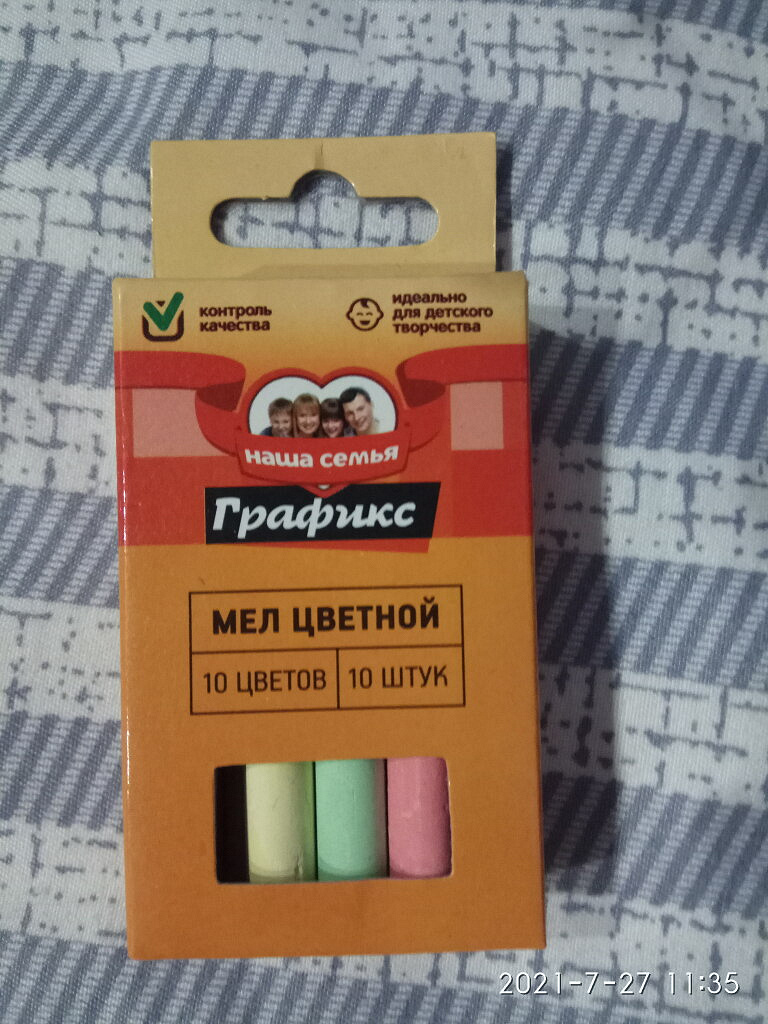 контроль
качества
идеально
для детского
творчества
наша семья
Графикс
МЕЛ ЦВЕТНОЙ
10 ЦВЕТОВ
10 ШТУК
2021-7-27 11:35